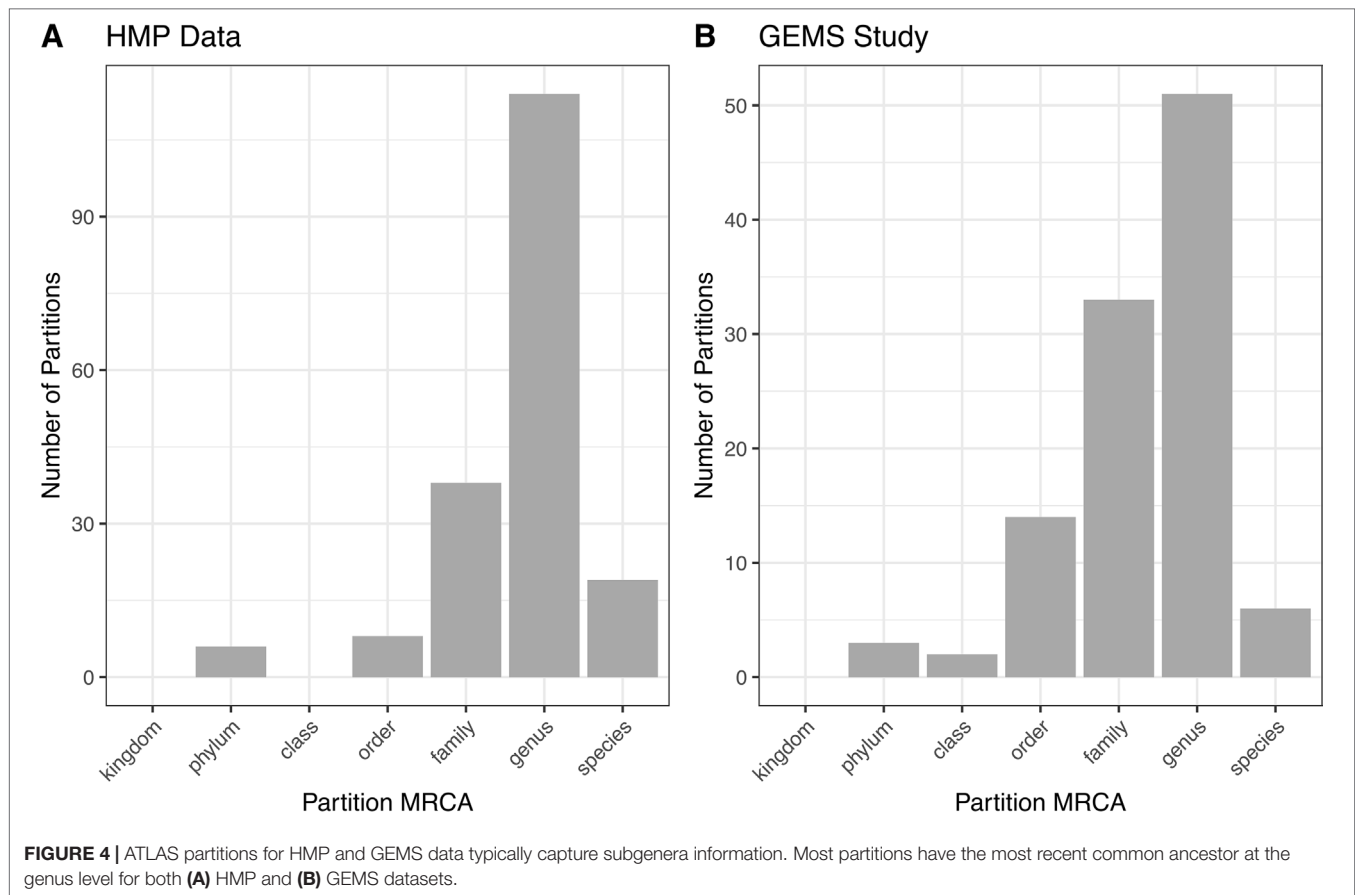 A HMP Data
Number of Partitions
90
60
30
0
kingdom
phylum
class
order
family
genus
species
Partition MRCA
B GEMS Study
Number of Partitions
50
40
30
20
10
0
kingdom
phylum
class
order
family
genus
species
Partition MRCA
FIGURE 4 | ATLAS partitions for HMP and GEMS data typically capture subgenera information. Most partitions have the most recent common ancestor at the
genus level for both (A) HMP and (B) GEMS datasets.